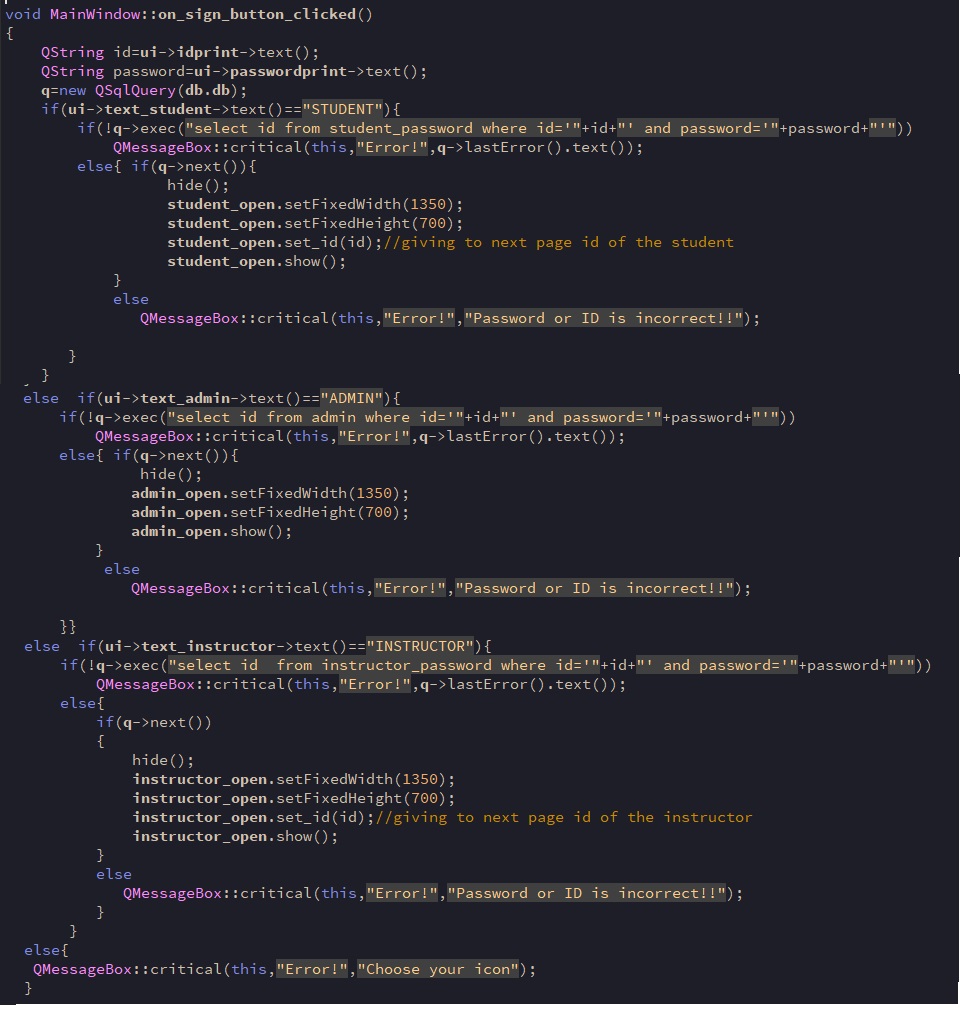 void MainWindow::on_sign_button_clicked()
{
QString id=ui->idprint->text();
QString password=ui->passwordprint->text();
q=new QSqlQuery(db.db);
if(ui->text_student->text()=="STUDENT"){
if(!q->exec("select id from student_password where id='"+id+"' and password='"+password+"'"))
QMessageBox::critical(this,"Error!",q->lastError().text());
else{ if(q->next()){
hide();
student_open.setFixedWidth(1350);
student_open.setFixedHeight(700);
student_open.set_id(id);//giving to next page id of the student
student_open.show();
}
else
QMessageBox::critical(this,"Error!","Password or ID is incorrect!!");
}
}
else  if(ui->text_admin->text()=="ADMIN"){
if(!q->exec("select id from admin where id='"+id+"' and password='"+password+"'"))
QMessageBox::critical(this,"Error!",q->lastError().text());
else{ if(q->next()){
hide();
admin_open.setFixedWidth(1350);
admin_open.setFixedHeight(700);
admin_open.show();
}
else
QMessageBox::critical(this,"Error!","Password or ID is incorrect!!");
}}
else  if(ui->text_instructor->text()=="INSTRUCTOR"){
if(!q->exec("select id  from instructor_password where id='"+id+"' and password='"+password+"'"))
QMessageBox::critical(this,"Error!",q->lastError().text());
else{
if(q->next())
{
hide();
instructor_open.setFixedWidth(1350);
instructor_open.setFixedHeight(700);
instructor_open.set_id(id);//giving to next page id of the instructor
instructor_open.show();
}
else
QMessageBox::critical(this,"Error!","Password or ID is incorrect!!");
}
}
else{
QMessageBox::critical(this,"Error!","Choose your icon");
}